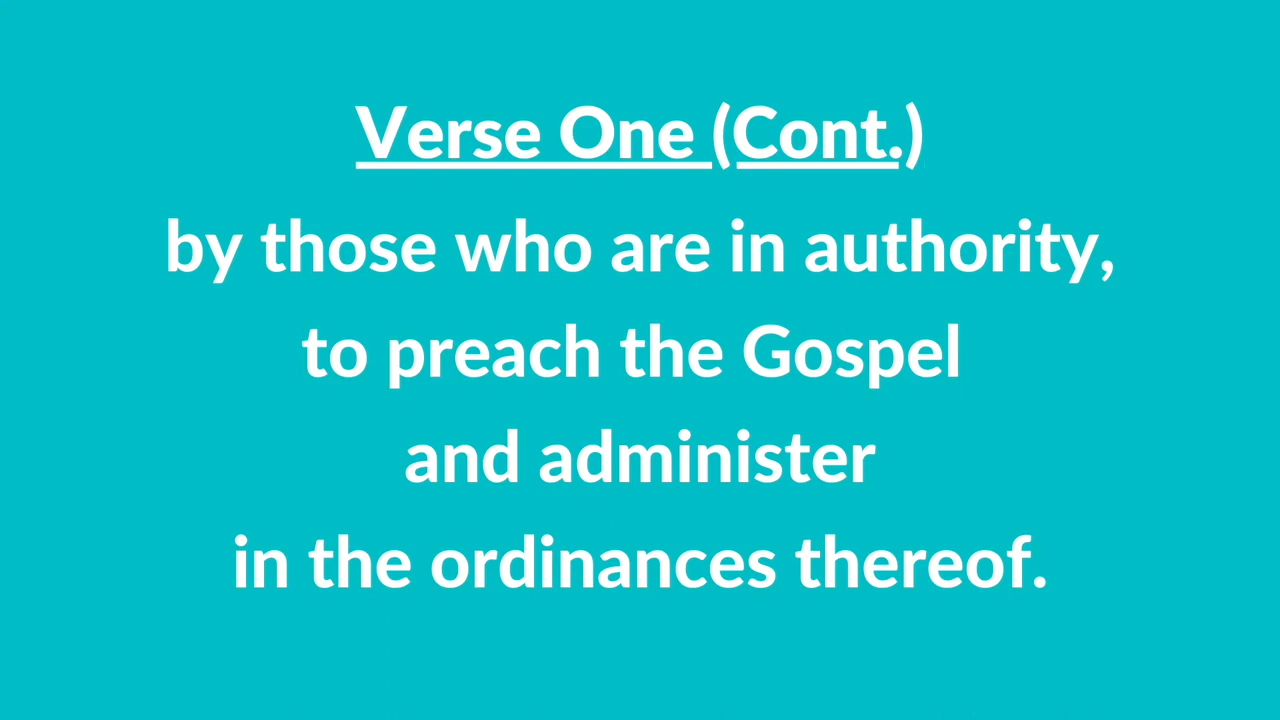 Verse One (Cont.)
by those who are in authority,
to preach the Gospel
and administer
in the ordinances thereof.